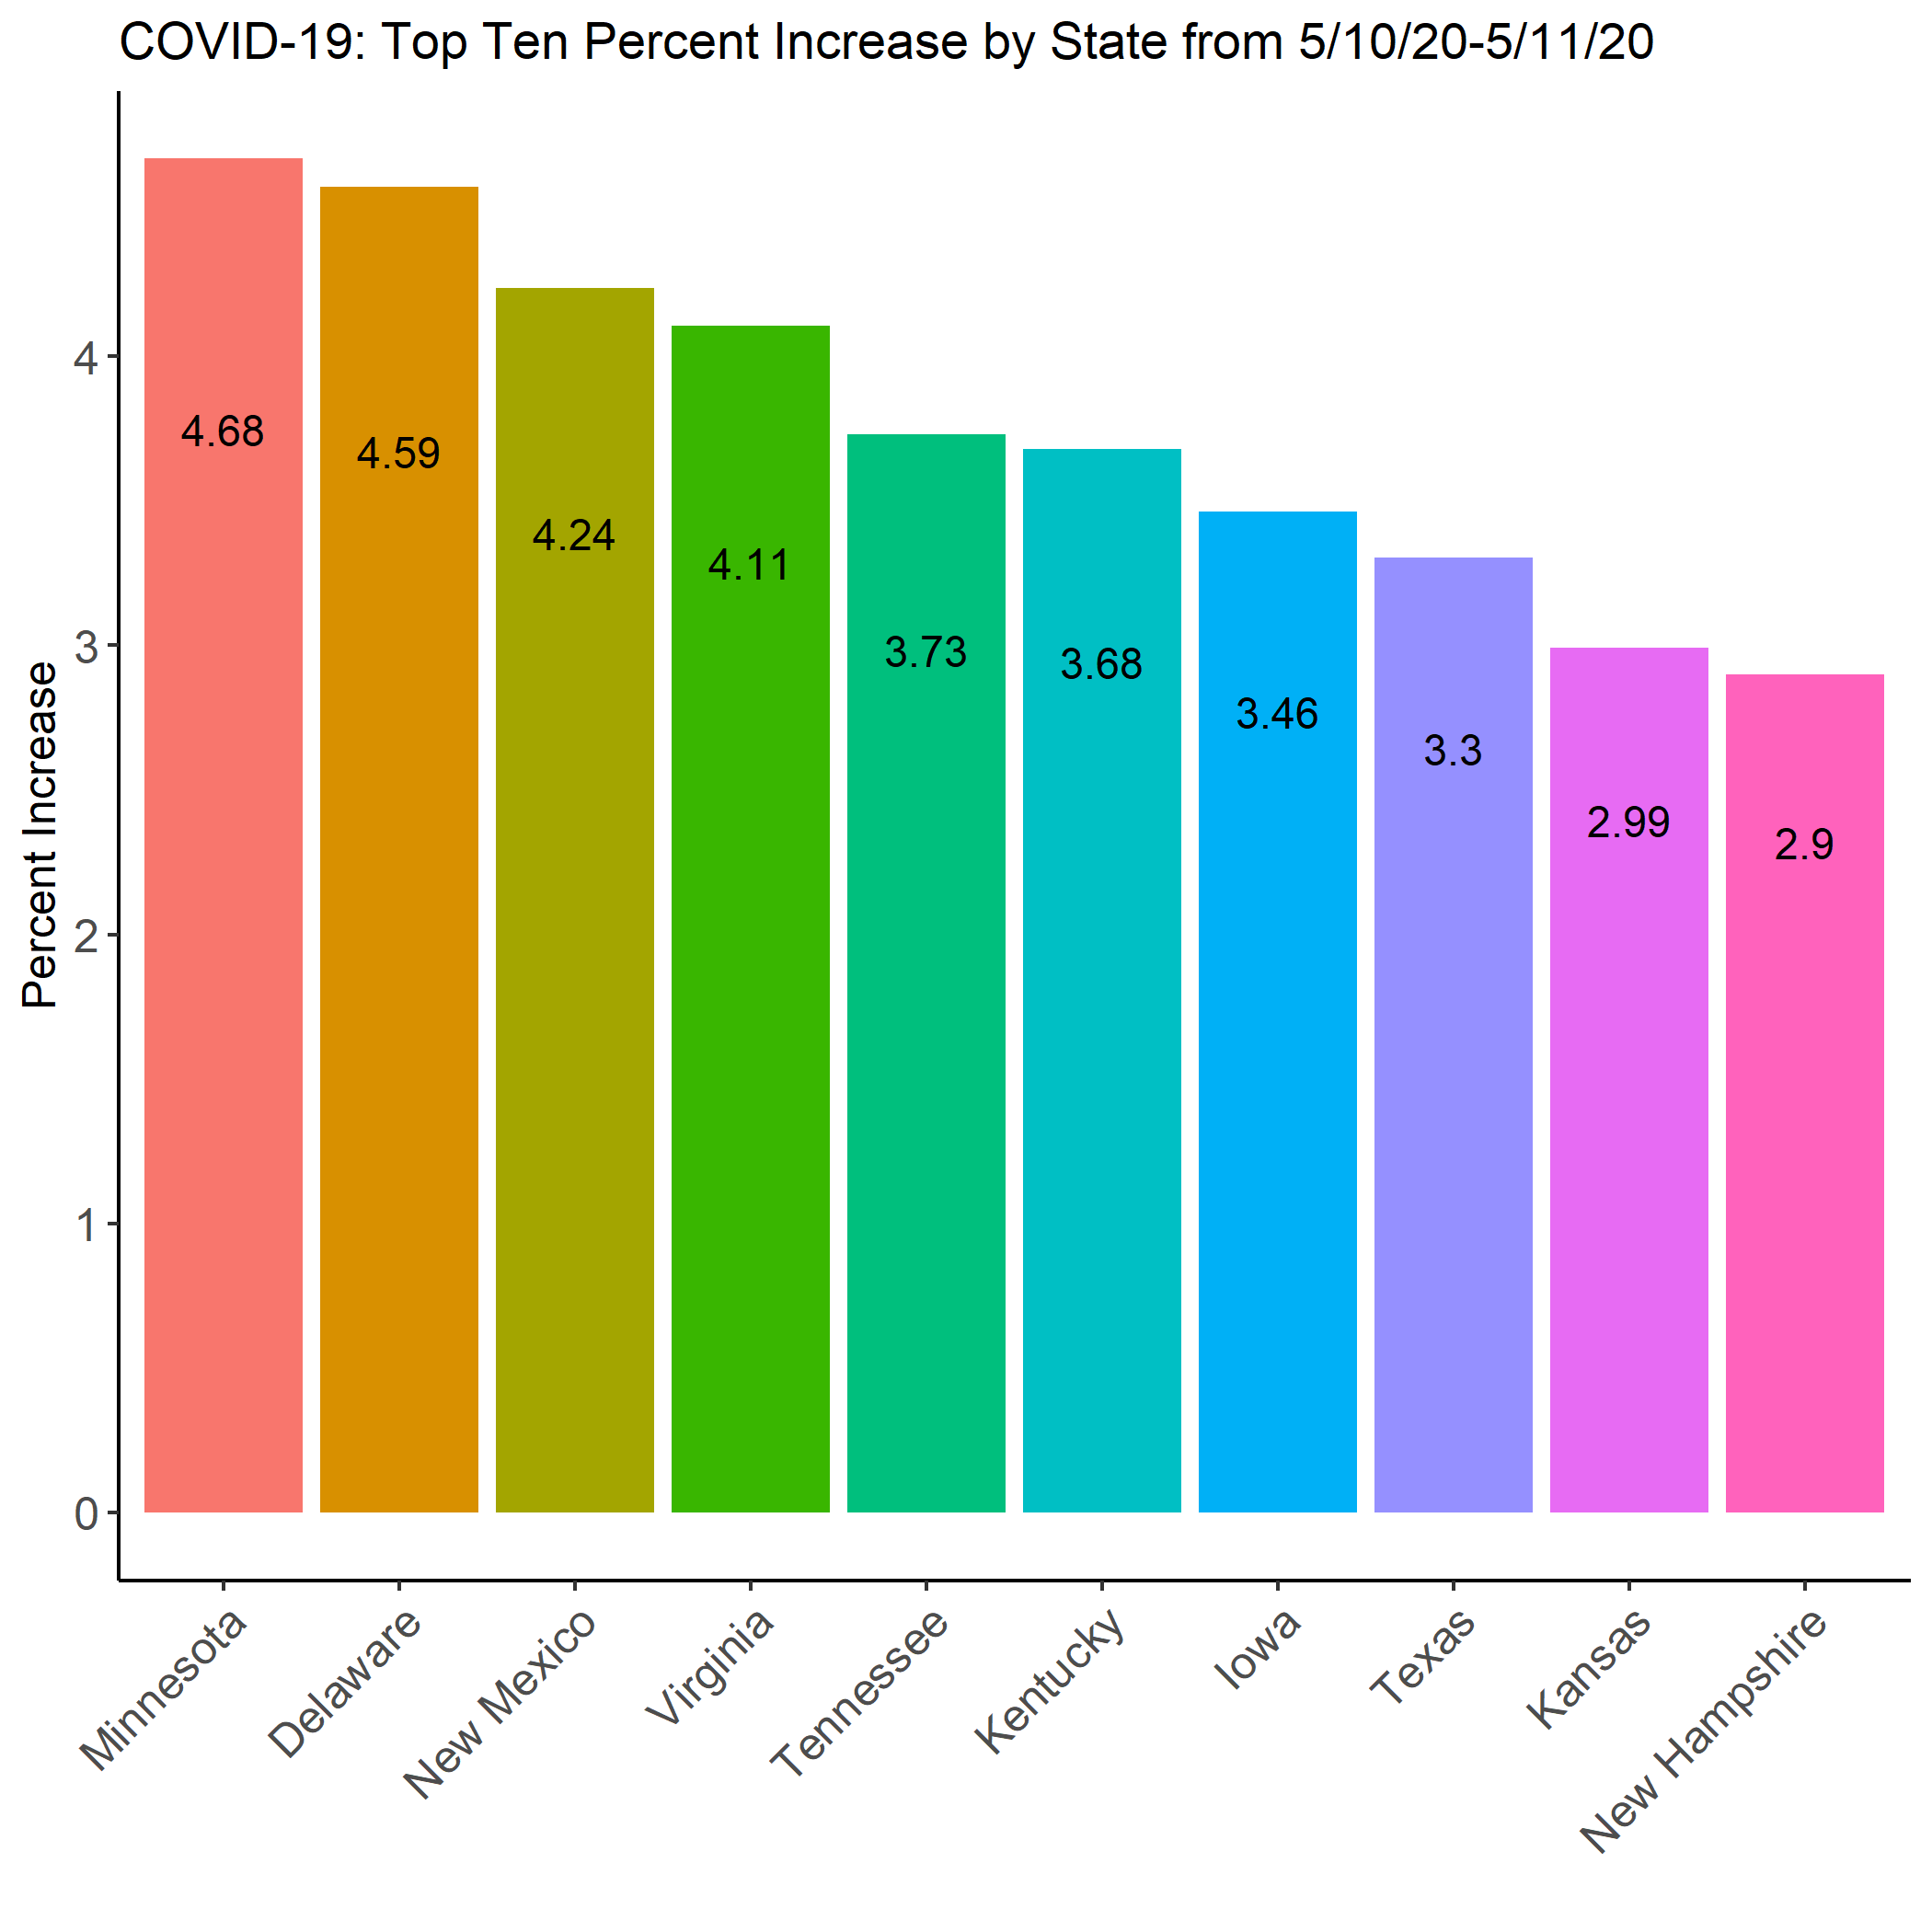 COVID-19: Top Ten Percent Increase by State from 5/10/20-5/11/20
Percent Increase
4
3
2
1
0
4.68
4.59
4.24
4.11
3.73
3.68
3.46
3.3
2.99
2.9
Minnesota
Delaware
New Mexico
Virginia
Tennessee
Kentucky
Iowa
Texas
Kansas
New Hampshire